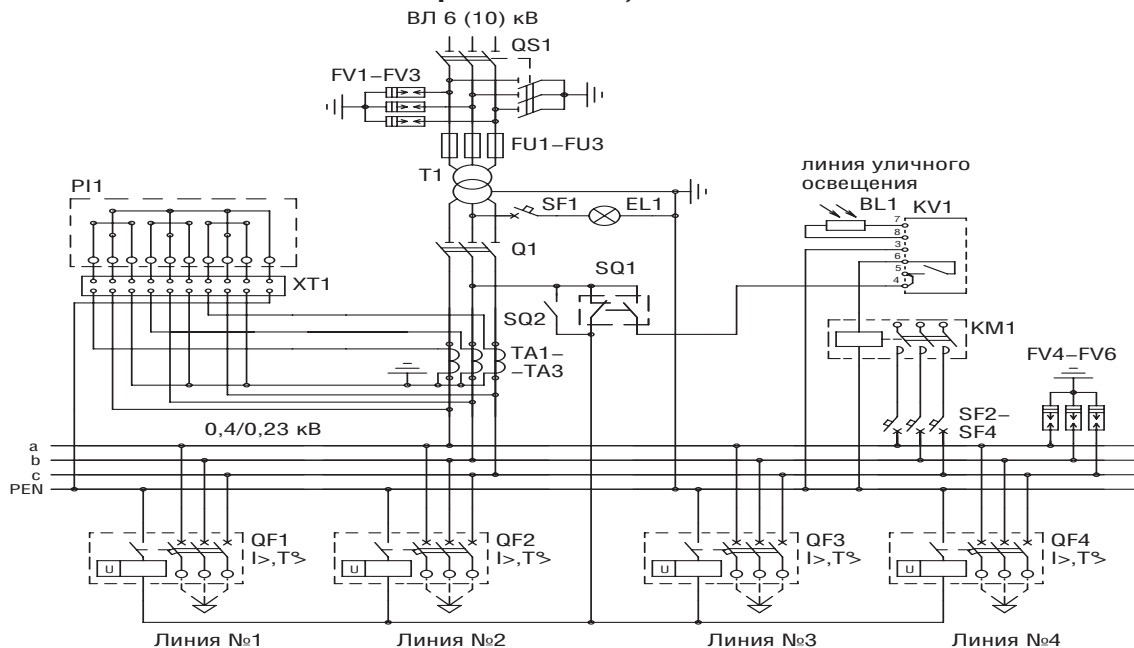 ВЛ 6 (10) кВ
QS1
FV1–FV3
FU1–FU3
T1
линия уличного
освещения
PI1
SF1
EL1
BL1
KV1
7
8
3
6
5
4
Q1
SQ1
XT1
SQ2
KM1
TA1–
–TA3
FV4–FV6
0,4/0,23 кВ
SF2–
SF4
a
b
c
PEN
QF1
I>,T>
U
QF2
I>,T>
U
QF3
I>,T>
U
QF4
I>,T>
U
Линия №1
Линия №2
Линия №3
Линия №4